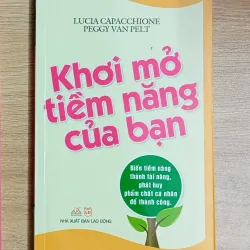 LUCIA CAPACCHIONE
PEGGY VAN PELT
Khơi mở
tiềm năng
của bạn
Biến tiềm năng
thành tài năng,
phát huy
phẩm chất cá nhân
để thành công.
NHÀ XUẤT BẢN LAO ĐỘNG